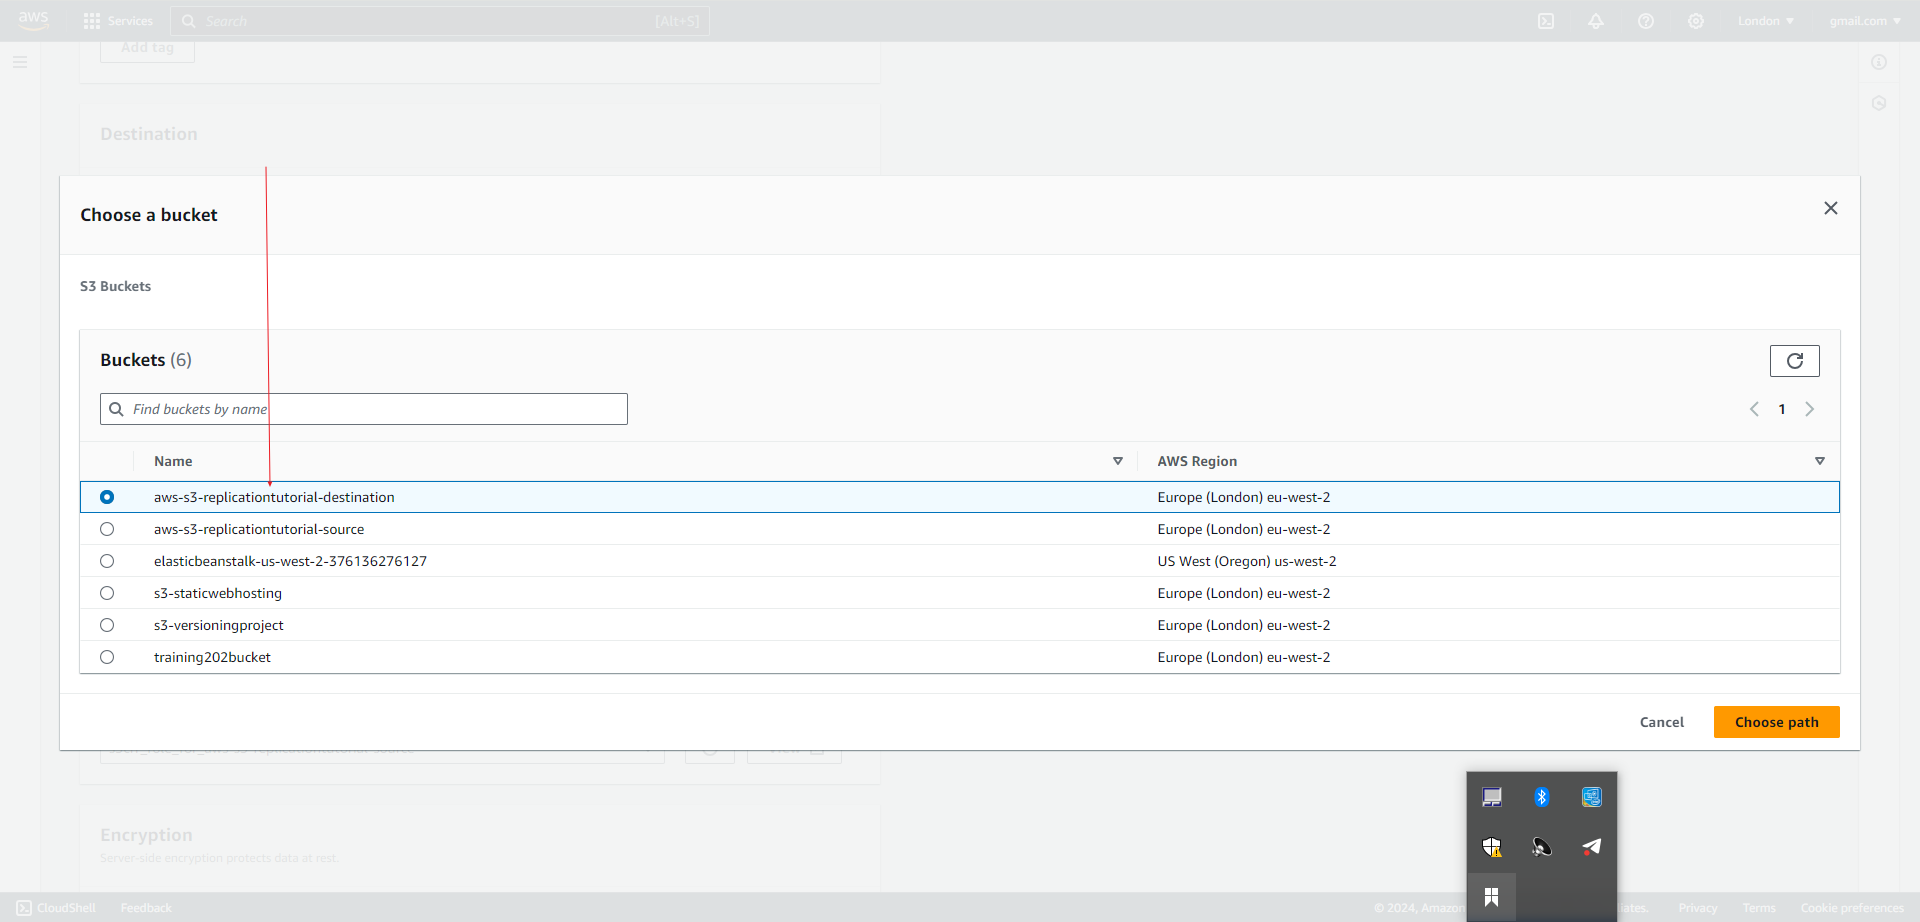 aws
Services
Search
[Alt+S]
London
gmail.com
Add tag
Destination
Choose a bucket
S3 Buckets
Buckets (6)
Find buckets by name
1
Name
AWS Region
aws-s3-replicationtutorial-destination
Europe (London) eu-west-2
aws-s3-replicationtutorial-source
Europe (London) eu-west-2
elasticbeanstalk-us-west-2-376136276127
US West (Oregon) us-west-2
s3-staticwebhosting
Europe (London) eu-west-2
s3-versioningproject
Europe (London) eu-west-2
training202bucket
Europe (London) eu-west-2
Cancel
Choose path
Encryption
Server-side encryption protects data at rest.
CloudShell
Feedback
© 2024, Amazon
Privacy
Terms
Cookie preferences